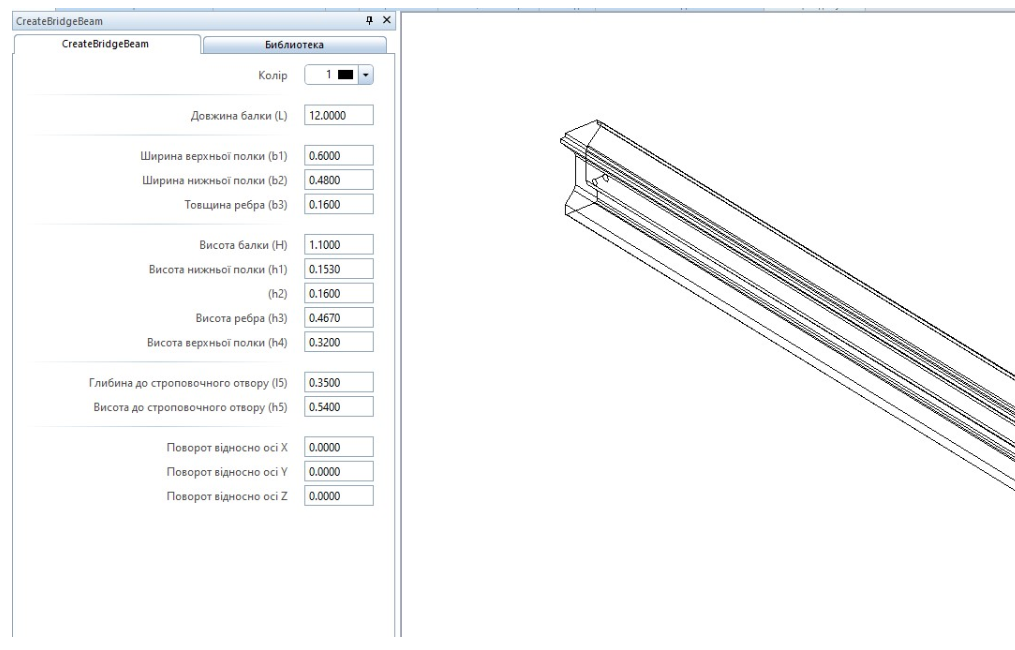 CreateBridgeBeam
CreateBridgeBeam Библиотека
Колір 1
Довжина балки (L) 12.0000
Ширина верхньої полки (b1) 0.6000
Ширина нижньої полки (b2) 0.4800
Товщина ребра (b3) 0.1600
Висота балки (H) 1.1000
Висота нижньої полки (h1) 0.1530
(h2) 0.1600
Висота ребра (h3) 0.4670
Висота верхньої полки (h4) 0.3200
Глибина до строповочного отвору (l5) 0.3500
Висота до строповочного отвору (h5) 0.5400
Поворот відносно осі X 0.0000
Поворот відносно осі Y 0.0000
Поворот відносно осі Z 0.0000